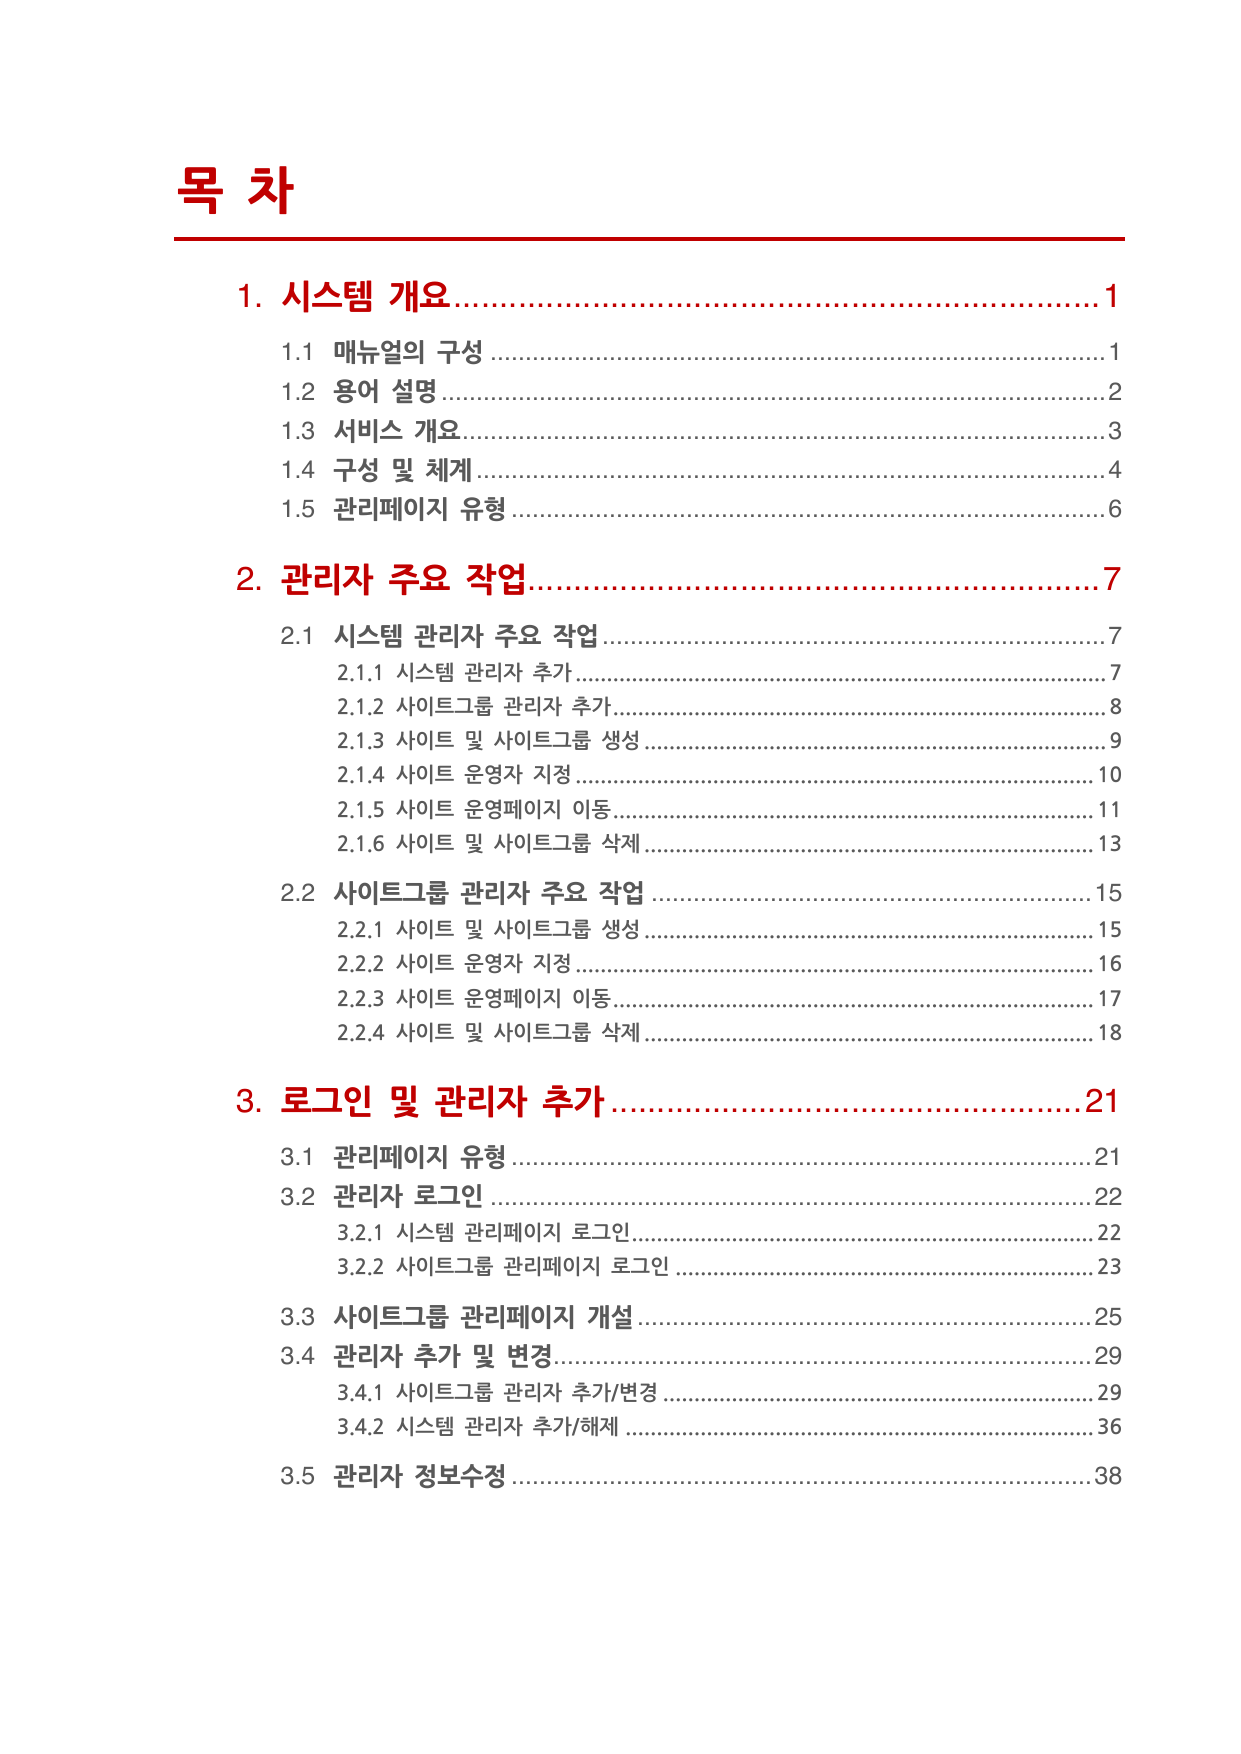 목 차
1. 시스템 개요......................................................................1
1.1 매뉴얼의 구성 ........................................................................................1
1.2 용어 설명...............................................................................................2
1.3 서비스 개요............................................................................................3
1.4 구성 및 체계..........................................................................................4
1.5 관리페이지 유형 .....................................................................................6
2. 관리자 주요 작업..............................................................7
2.1 시스템 관리자 주요 작업........................................................................7
2.1.1 시스템 관리자 추가...........................................................................7
2.1.2 사이트그룹 관리자 추가.....................................................................8
2.1.3 사이트 및 사이트그룹 생성.................................................................9
2.1.4 사이트 운영자 지정..........................................................................10
2.1.5 사이트 운영페이지 이동.....................................................................11
2.1.6 사이트 및 사이트그룹 삭제.................................................................13
2.2 사이트그룹 관리자 주요 작업 ...............................................................15
2.2.1 사이트 및 사이트그룹 생성.................................................................15
2.2.2 사이트 운영자 지정..........................................................................16
2.2.3 사이트 운영페이지 이동.....................................................................17
2.2.4 사이트 및 사이트그룹 삭제.................................................................18
3. 로그인 및 관리자 추가...................................................21
3.1 관리페이지 유형 ...................................................................................21
3.2 관리자 로그인 ......................................................................................22
3.2.1 시스템 관리페이지 로그인..................................................................22
3.2.2 사이트그룹 관리페이지 로그인 ............................................................23
3.3 사이트그룹 관리페이지 개설.................................................................25
3.4 관리자 추가 및 변경.............................................................................29
3.4.1 사이트그룹 관리자 추가/변경 ..............................................................29
3.4.2 시스템 관리자 추가/해제 ...................................................................36
3.5 관리자 정보수정 ...................................................................................38